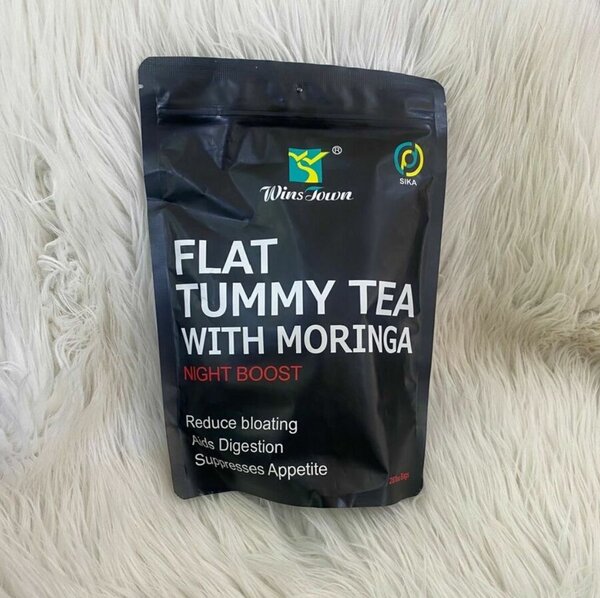 ®
Wins Town
SIKA
FLAT
TUMMY TEA
WITH MORINGA
NIGHT BOOST
Reduce bloating
Aids Digestion
Suppresses Appetite